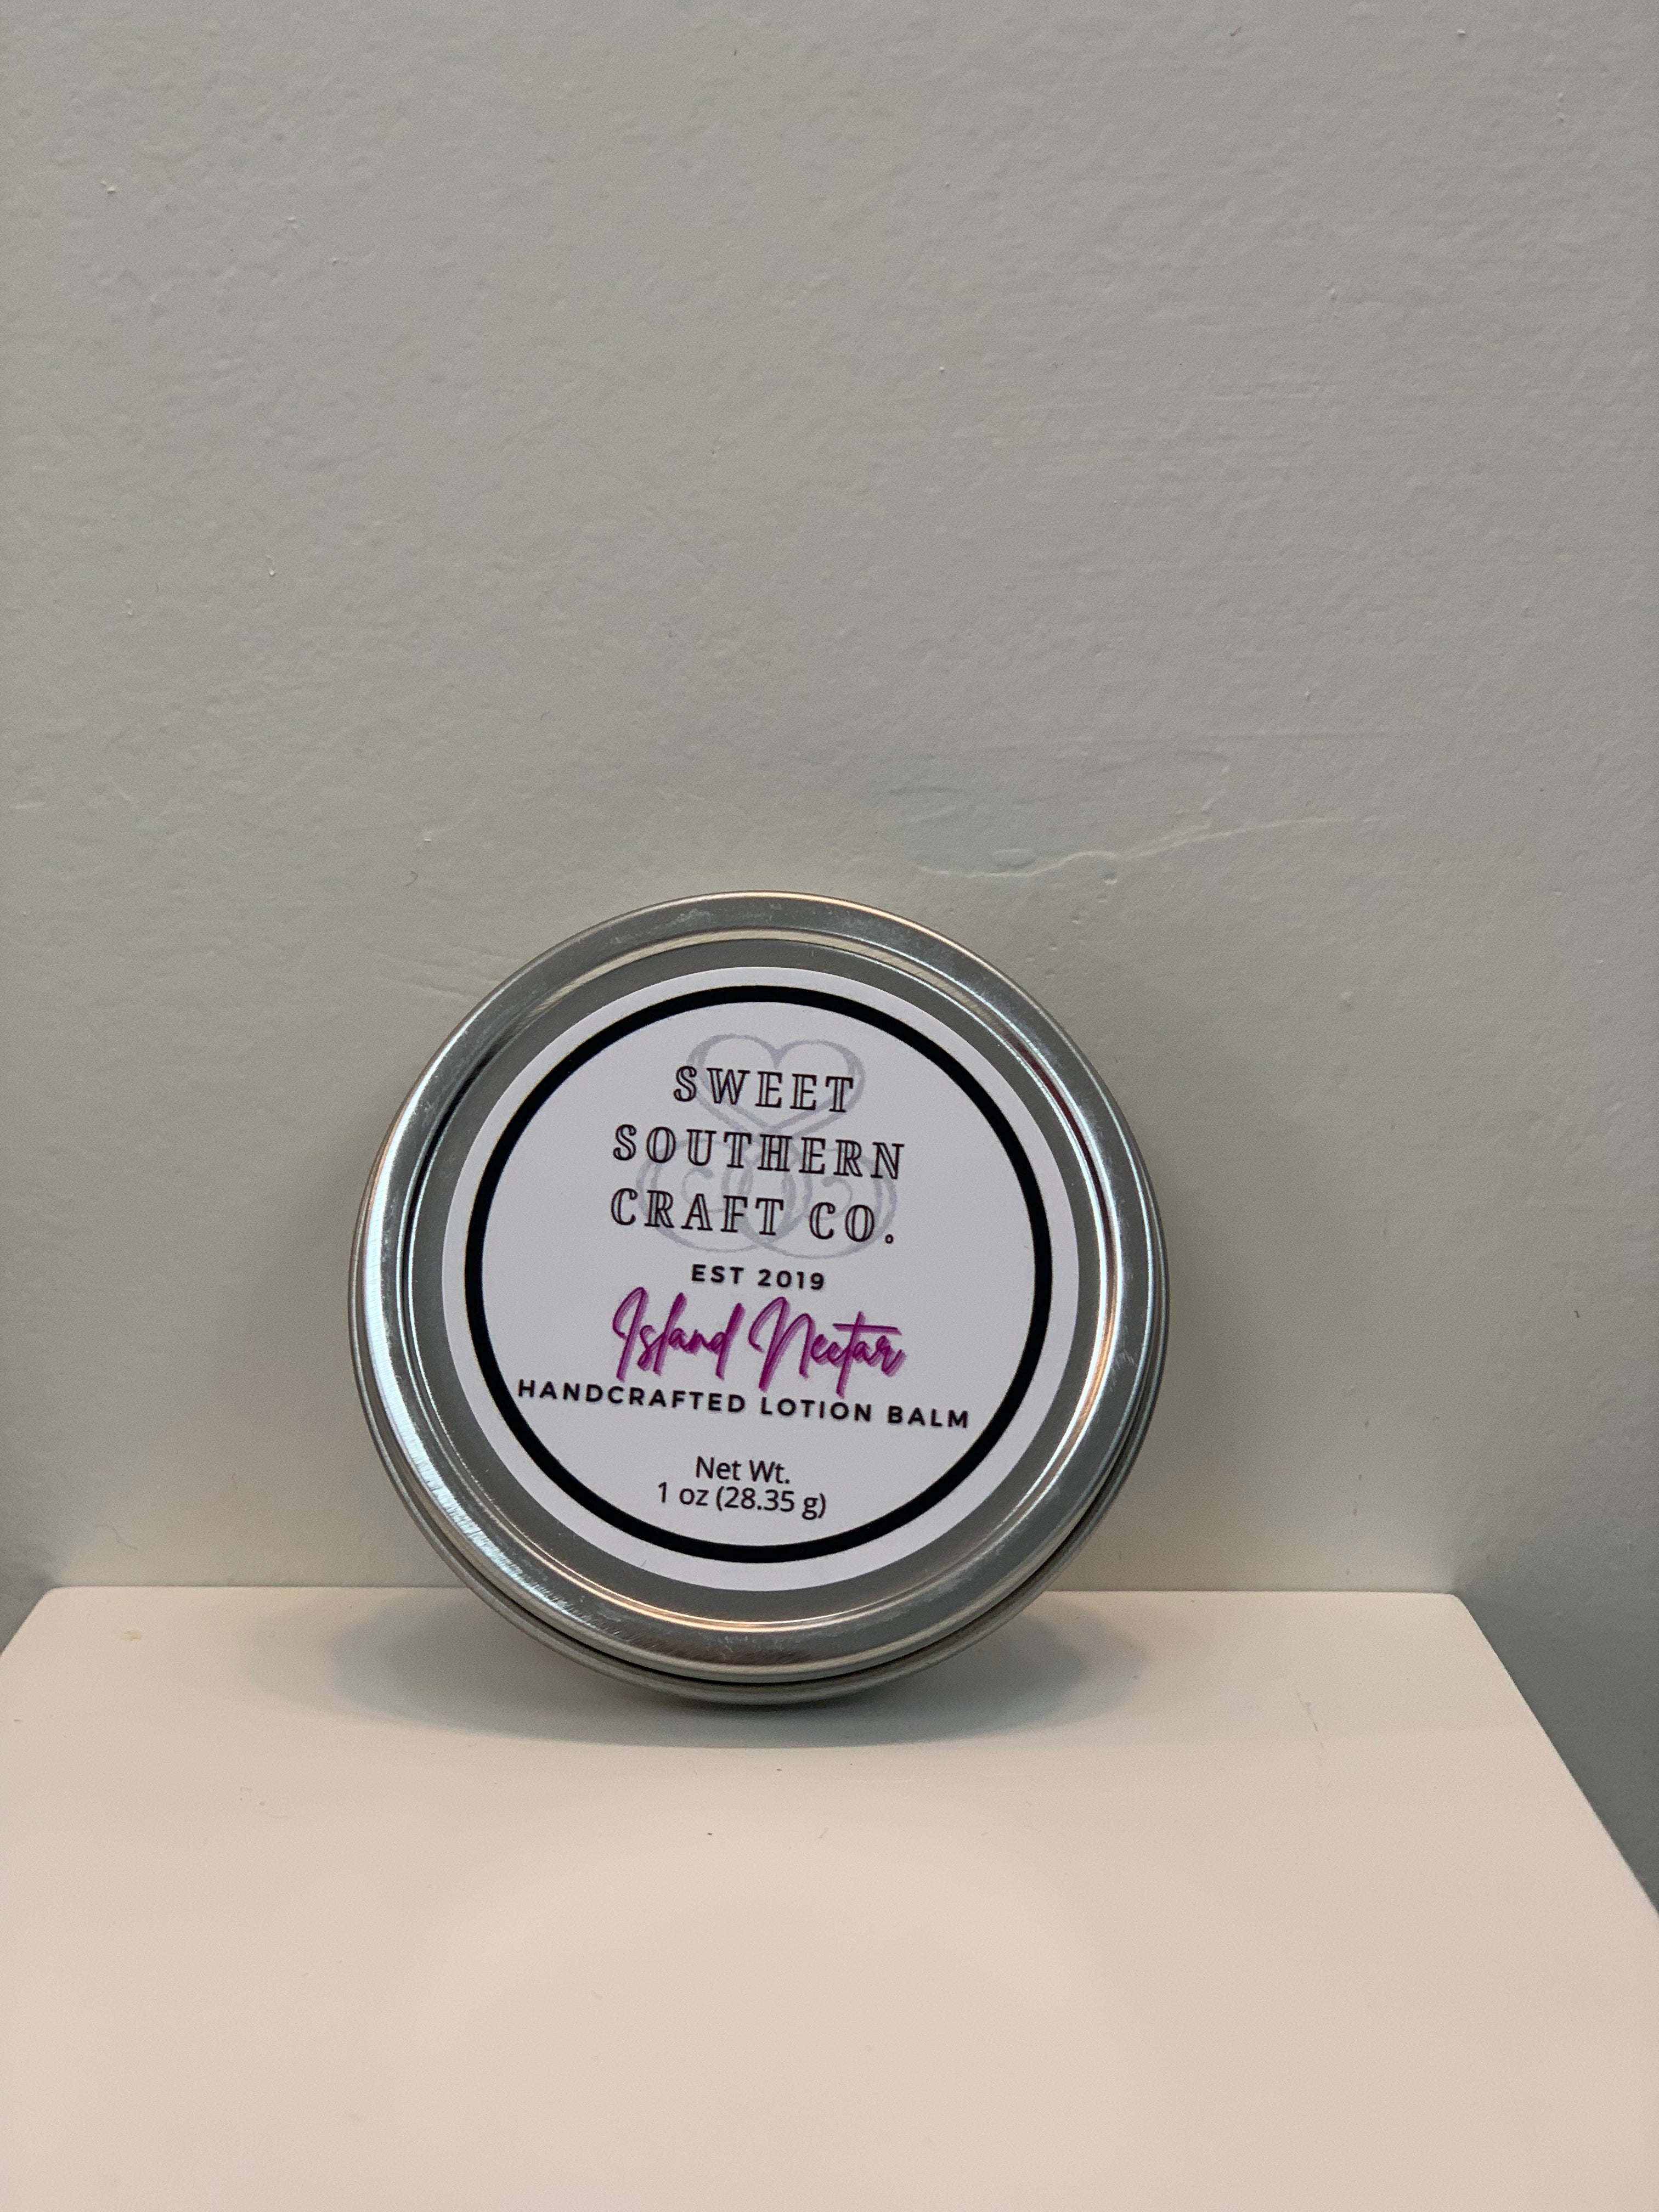 SWEET
SOUTHERN
CRAFT CO.
EST 2019
Island Nectar
HANDCRAFTED LOTION BALM
Net Wt.
1 oz (28.35 g)